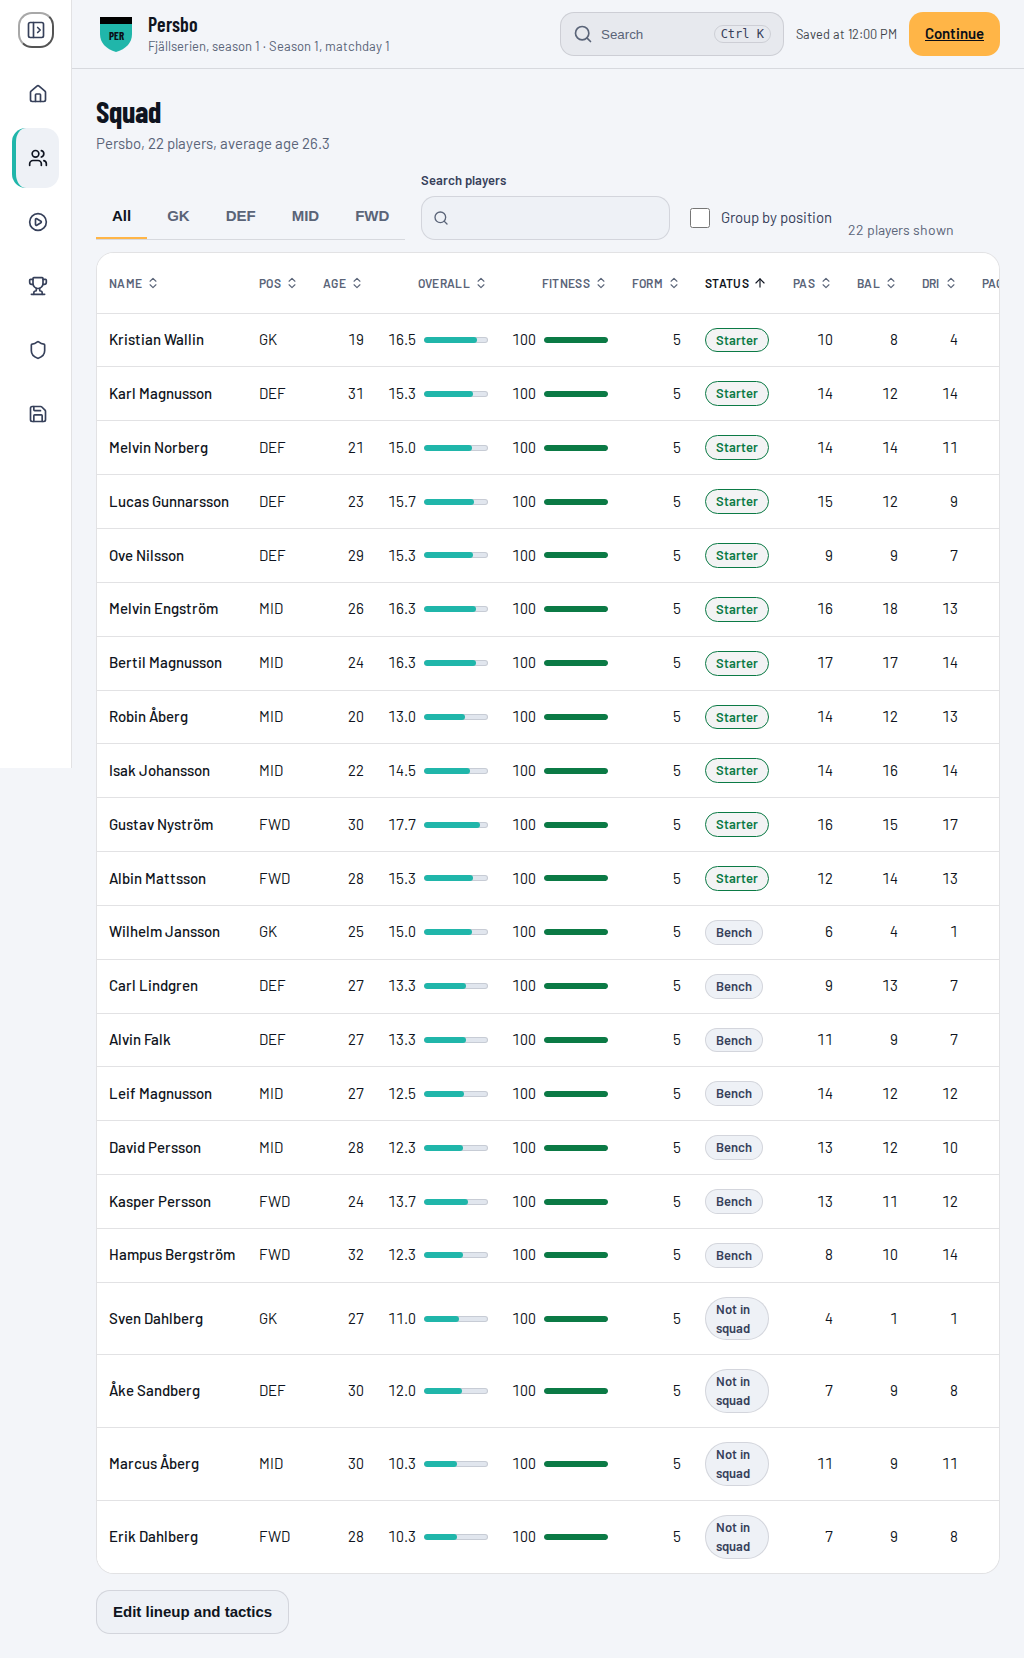 PER
Persbo
Fjällserien, season 1 · Season 1, matchday 1
Search
Ctrl K
Saved at 12:00 PM
Continue
Squad
Persbo, 22 players, average age 26.3
Search players
All GK DEF MID FWD
Group by position
22 players shown
NAME POS AGE OVERALL FITNESS FORM STATUS PAS BAL DRI
Kristian Wallin GK 19 16.5 100 5 Starter 10 8 4
Karl Magnusson DEF 31 15.3 100 5 Starter 14 12 14
Melvin Norberg DEF 21 15.0 100 5 Starter 14 14 11
Lucas Gunnarsson DEF 23 15.7 100 5 Starter 15 12 9
Ove Nilsson DEF 29 15.3 100 5 Starter 9 9 7
Melvin Engström MID 26 16.3 100 5 Starter 16 18 13
Bertil Magnusson MID 24 16.3 100 5 Starter 17 17 14
Robin Åberg MID 20 13.0 100 5 Starter 14 12 13
Isak Johansson MID 22 14.5 100 5 Starter 14 16 14
Gustav Nyström FWD 30 17.7 100 5 Starter 16 15 17
Albin Mattsson FWD 28 15.3 100 5 Starter 12 14 13
Wilhelm Jansson GK 25 15.0 100 5 Bench 6 4 1
Carl Lindgren DEF 27 13.3 100 5 Bench 9 13 7
Alvin Falk DEF 27 13.3 100 5 Bench 11 9 7
Leif Magnusson MID 27 12.5 100 5 Bench 14 12 12
David Persson MID 28 12.3 100 5 Bench 13 12 10
Kasper Persson FWD 24 13.7 100 5 Bench 13 11 12
Hampus Bergström FWD 32 12.3 100 5 Bench 8 10 14
Sven Dahlberg GK 27 11.0 100 5 Not in squad 4 1 1
Åke Sandberg DEF 30 12.0 100 5 Not in squad 7 9 8
Marcus Åberg MID 30 10.3 100 5 Not in squad 11 9 11
Erik Dahlberg FWD 28 10.3 100 5 Not in squad 7 9 8
Edit lineup and tactics